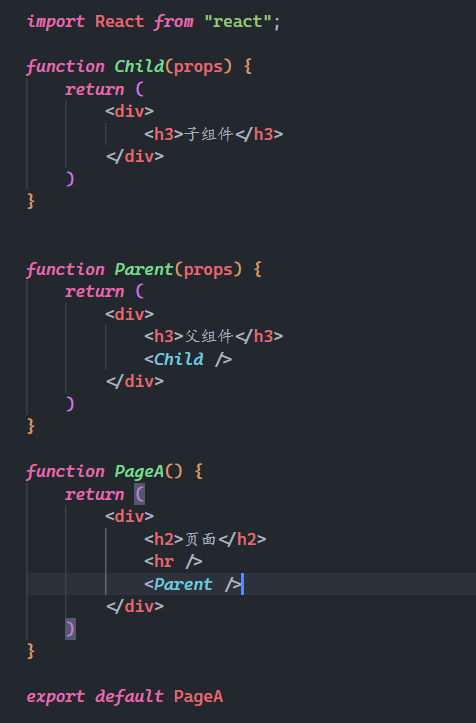 import React from "react";
function Child(props) {
return (
<div>
<h3>子组件</h3>
</div>
)
}
function Parent(props) {
return (
<div>
<h3>父组件</h3>
<Child />
</div>
)
}
function PageA() {
return (
<div>
<h2>页面</h2>
<hr />
<Parent />
</div>
)
}
export default PageA